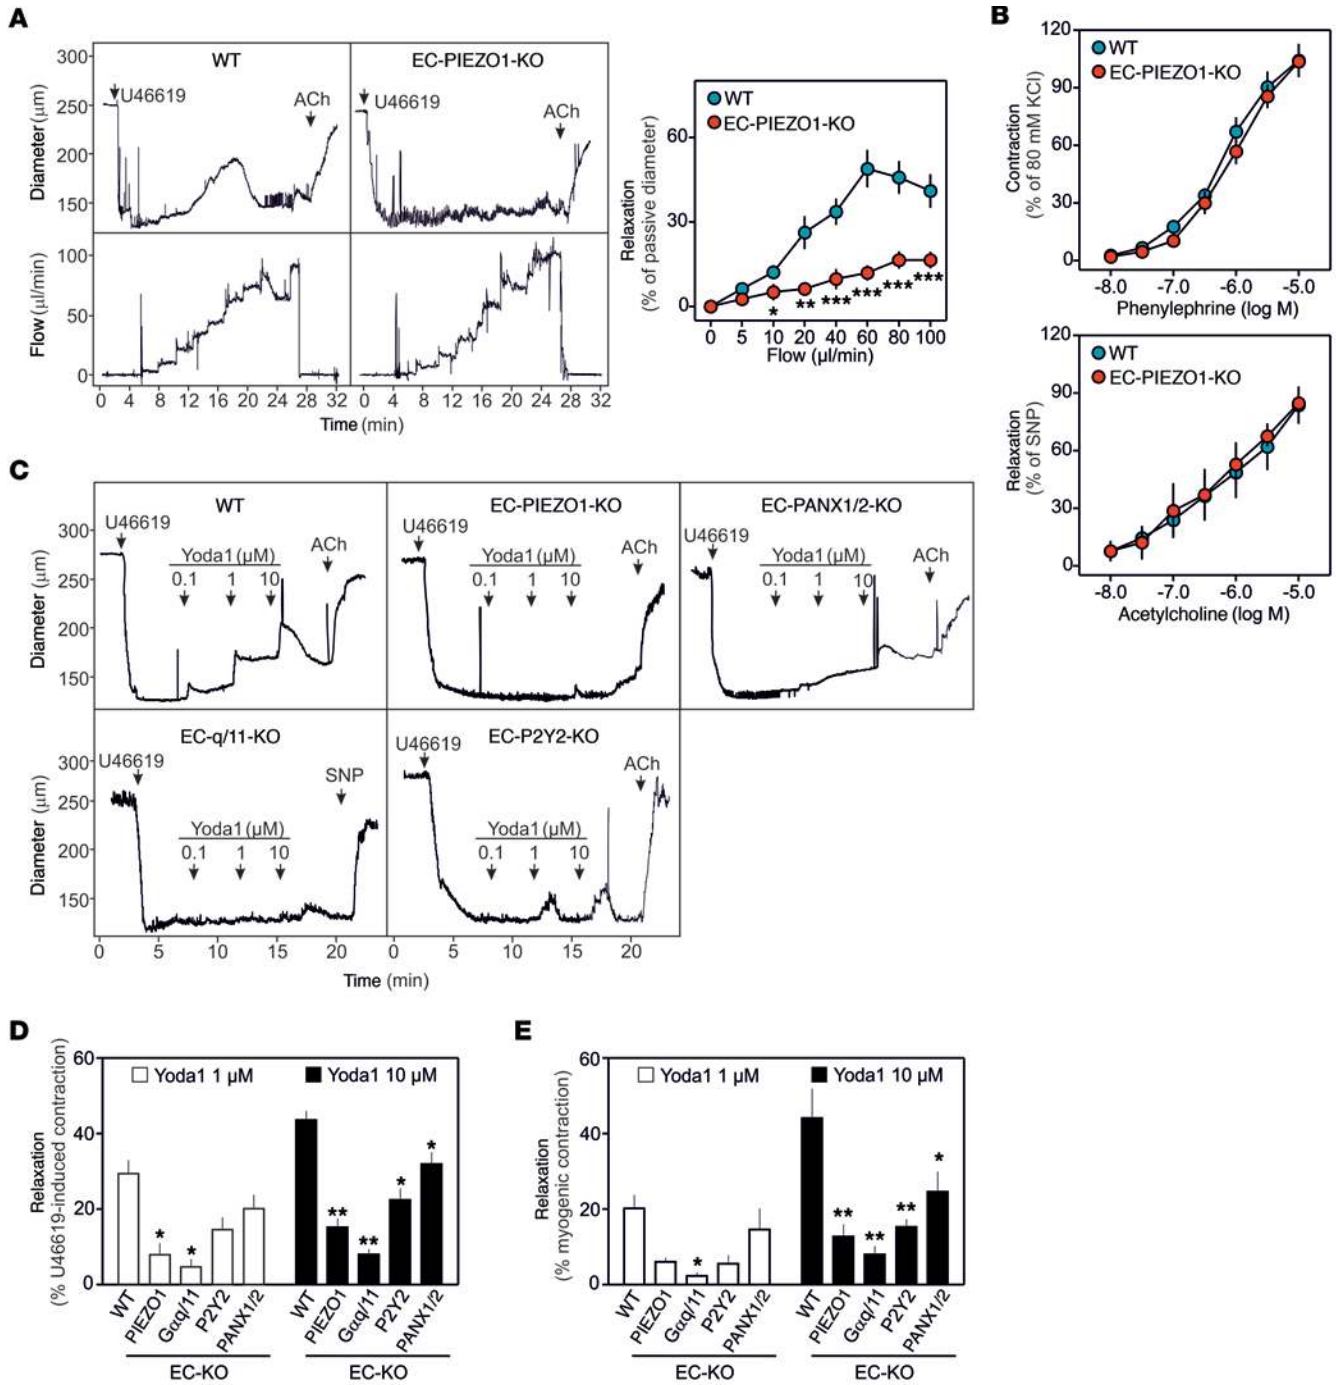 A
WT
EC-PIEZO1-KO
U46619
ACh
U46619
ACh
Diameter (µm)
300
250
200
150
Flow (µl/min)
100
50
0
0 4 8 12 16 20 24 28 32
0 4 8 12 16 20 24 28 32
Time (min)
WT
EC-PIEZO1-KO
Relaxation
(% of passive diameter)
60
30
0
* ** *** *** *** ***
0 5 10 20 40 60 80 100
Flow (µl/min)
B
WT
EC-PIEZO1-KO
Contraction
(% of 80 mM KCl)
120
90
60
30
0
-8.0 -7.0 -6.0 -5.0
Phenylephrine (log M)
WT
EC-PIEZO1-KO
Relaxation
(% of SNP)
120
90
60
30
0
-8.0 -7.0 -6.0 -5.0
Acetylcholine (log M)
C
WT
U46619
Yoda1 (µM)
0.1 1 10
ACh
EC-PIEZO1-KO
U46619
Yoda1 (µM)
0.1 1 10
ACh
EC-PANX1/2-KO
U46619
Yoda1 (µM)
0.1 1 10
ACh
Diameter (µm)
300
250
200
150
EC-q/11-KO
U46619
Yoda1 (µM)
0.1 1 10
SNP
EC-P2Y2-KO
U46619
Yoda1 (µM)
0.1 1 10
ACh
Diameter (µm)
300
250
200
150
0 5 10 15 20
0 5 10 15 20
Time (min)
D
Relaxation
(% U46619-induced contraction)
60
40
20
0
Yoda1 1 µM
Yoda1 10 µM
* * ** ** * *
WT PIEZO1 Gαq/11 P2Y2 PANX1/2
WT PIEZO1 Gαq/11 P2Y2 PANX1/2
EC-KO
EC-KO
E
Relaxation
(% myogenic contraction)
60
40
20
0
Yoda1 1 µM
Yoda1 10 µM
* ** ** ** *
WT PIEZO1 Gαq/11 P2Y2 PANX1/2
WT PIEZO1 Gαq/11 P2Y2 PANX1/2
EC-KO
EC-KO